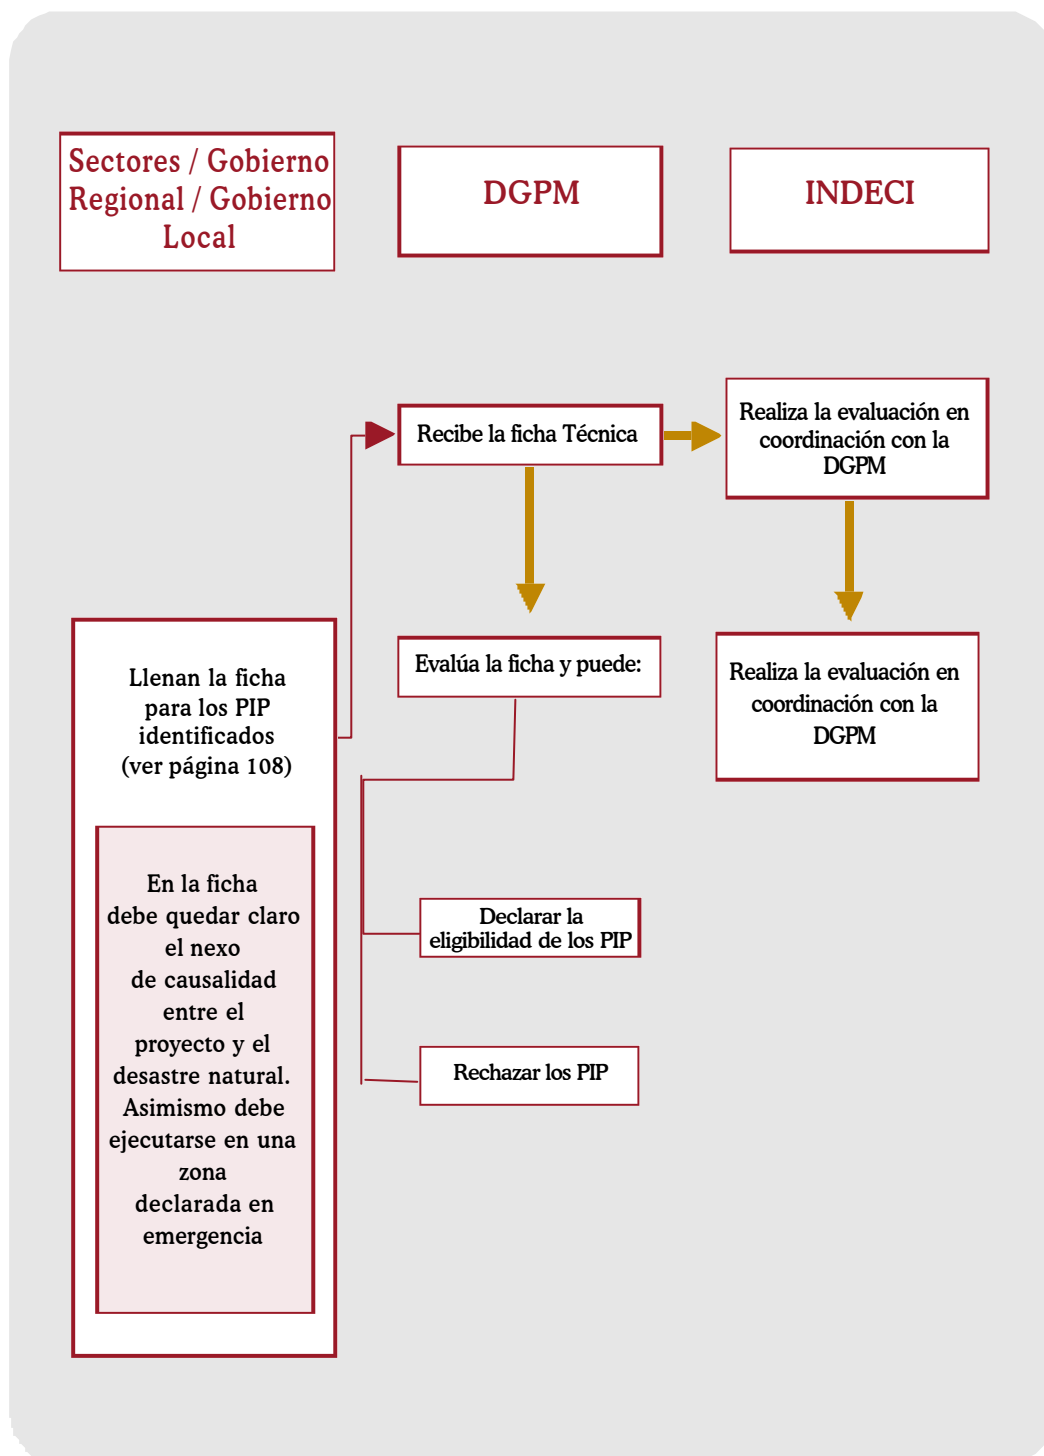 Sectores / Gobierno
Regional / Gobierno
Local
DGPM
INDECI
Recibe la ficha Técnica
Realiza la evaluación en
coordinación con la
DGPM
Evalúa la ficha y puede:
Realiza la evaluación en
coordinación con la
DGPM
Llenan la ficha
para los PIP
identificados
(ver página 108)
En la ficha
debe quedar claro
el nexo
de causalidad
entre el
proyecto y el
desastre natural.
Asimismo debe
ejecutarse en una
zona
declarada en
emergencia
Declarar la
eligibilidad de los PIP
Rechazar los PIP